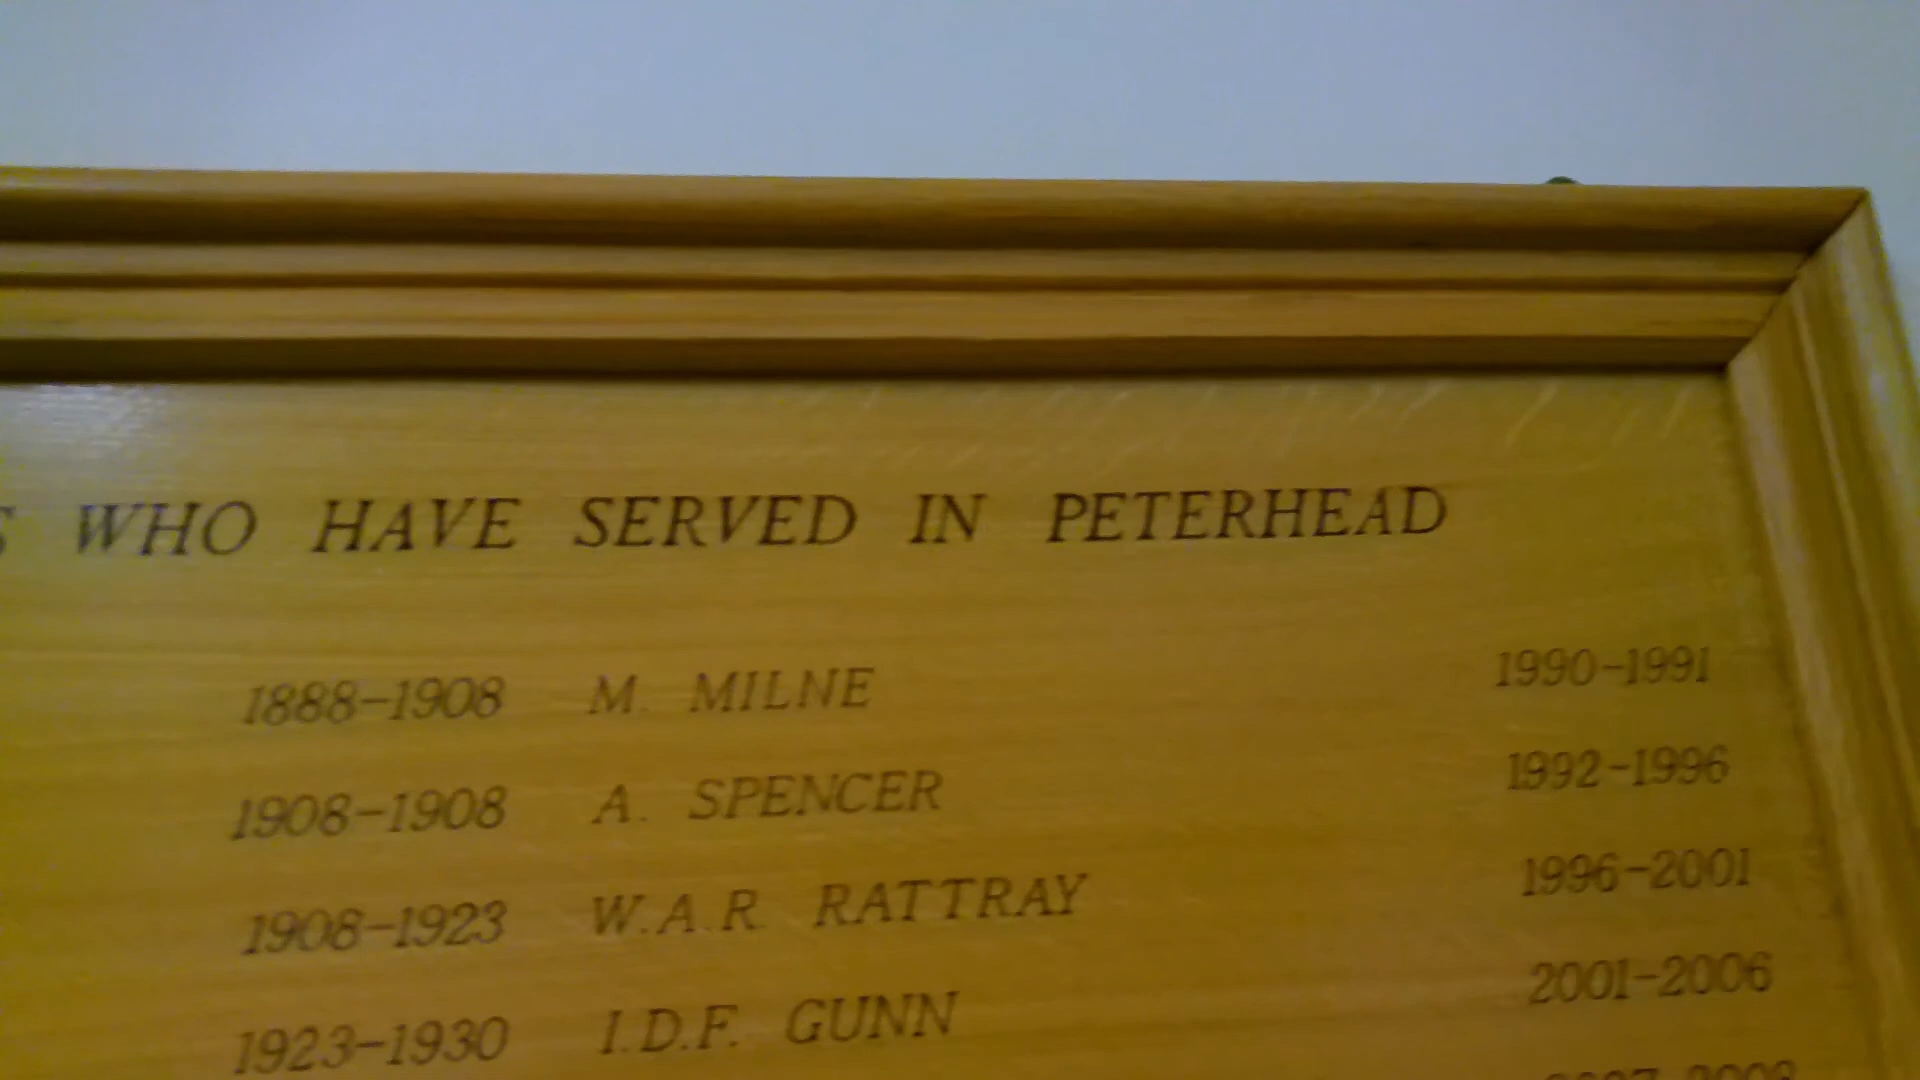 WHO HAVE SERVED IN PETERHEAD
1888-1908 M. MILNE 1990-1991
1908-1908 A. SPENCER 1992-1996
1908-1923 W.A.R. RATTRAY 1996-2001
1923-1930 I.D.F. GUNN 2001-2006